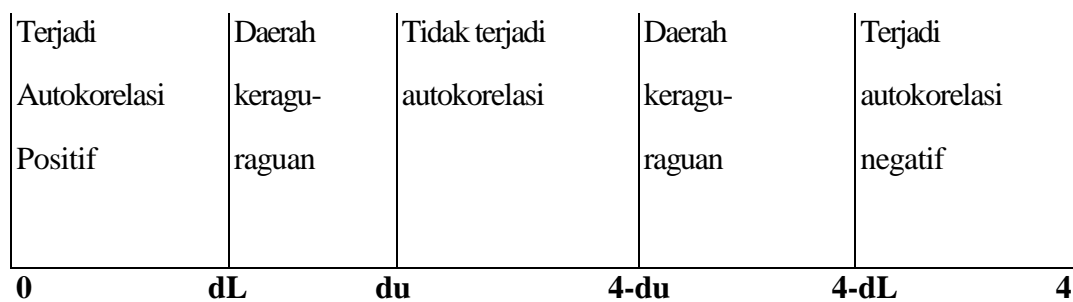 Terjadi Daerah Tidak terjadi Daerah Terjadi
Autokorelasi keragu- autokorelasi keragu- autokorelasi
Positif raguan raguan negatif
0 dL du 4-du 4-dL 4